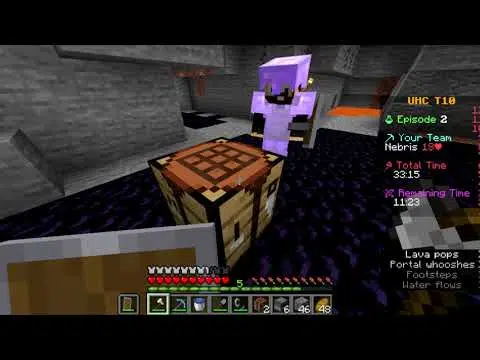 UHC T10
Episode 2
Your Team
Nebris 19
Total Time
33:15
Remaining Time
11:23
Lava pops
Portal whooshes
Footsteps
Water flows
5
2 6 46 48